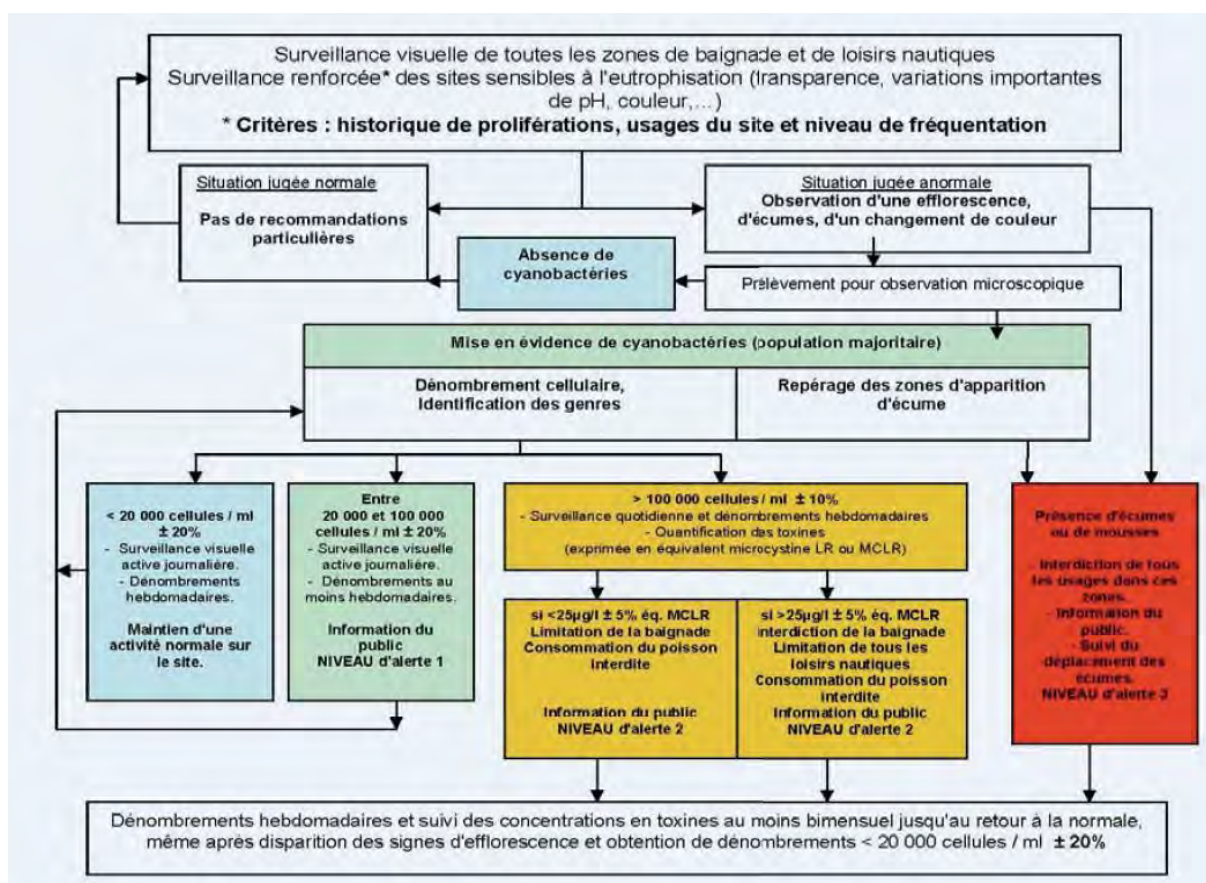 Surveillance visuelle de toutes les zones de baignade et de loisirs nautiques
Surveillance renforcée* des sites sensibles à l'eutrophisation (transparence, variations importantes
de pH, couleur,...)
* Critères : historique de proliférations, usages du site et niveau de fréquentation
Situation jugée normale
Pas de recommandations
particulières
Situation jugée anormale
Observation d'une efflorescence,
d'écumes, d'un changement de couleur
Absence de
cyanobactéries
Prélèvement pour observation microscopique
Mise en évidence de cyanobactéries (population majoritaire)
Dénombrement cellulaire,
Identification des genres
Repérage des zones d'apparition
d'écume
< 20 000 cellules / ml
± 20%
- Surveillance visuelle
active journalière.
- Dénombrements
hebdomadaires.
Maintien d'une
activité normale sur
le site.
Entre
20 000 et 100 000
cellules / ml ± 20%
- Surveillance visuelle
active journalière.
- Dénombrements au
moins hebdomadaires.
Information du
public
NIVEAU d'alerte 1
> 100 000 cellules / ml ± 10%
- Surveillance quotidienne et dénombrements hebdomadaires
- Quantification des toxines
(exprimée en équivalent microcystine LR ou MCLR)
si <25µg/l ± 5% éq. MCLR
Limitation de la baignade
Consommation du poisson
interdite
Information du public
NIVEAU d'alerte 2
si >25µg/l ± 5% éq. MCLR
Interdiction de la baignade
Limitation de tous les
loisirs nautiques
Consommation du poisson
interdite
Information du public
NIVEAU d'alerte 2
Présence d'écumes
ou de mousses
- Interdiction de tous
les usages dans ces
zones.
- Information du
public.
- Suivi du
déplacement des
écumes.
NIVEAU d'alerte 3
Dénombrements hebdomadaires et suivi des concentrations en toxines au moins bimensuel jusqu'au retour à la normale,
même après disparition des signes d'efflorescence et obtention de dénombrements < 20 000 cellules / ml ± 20%